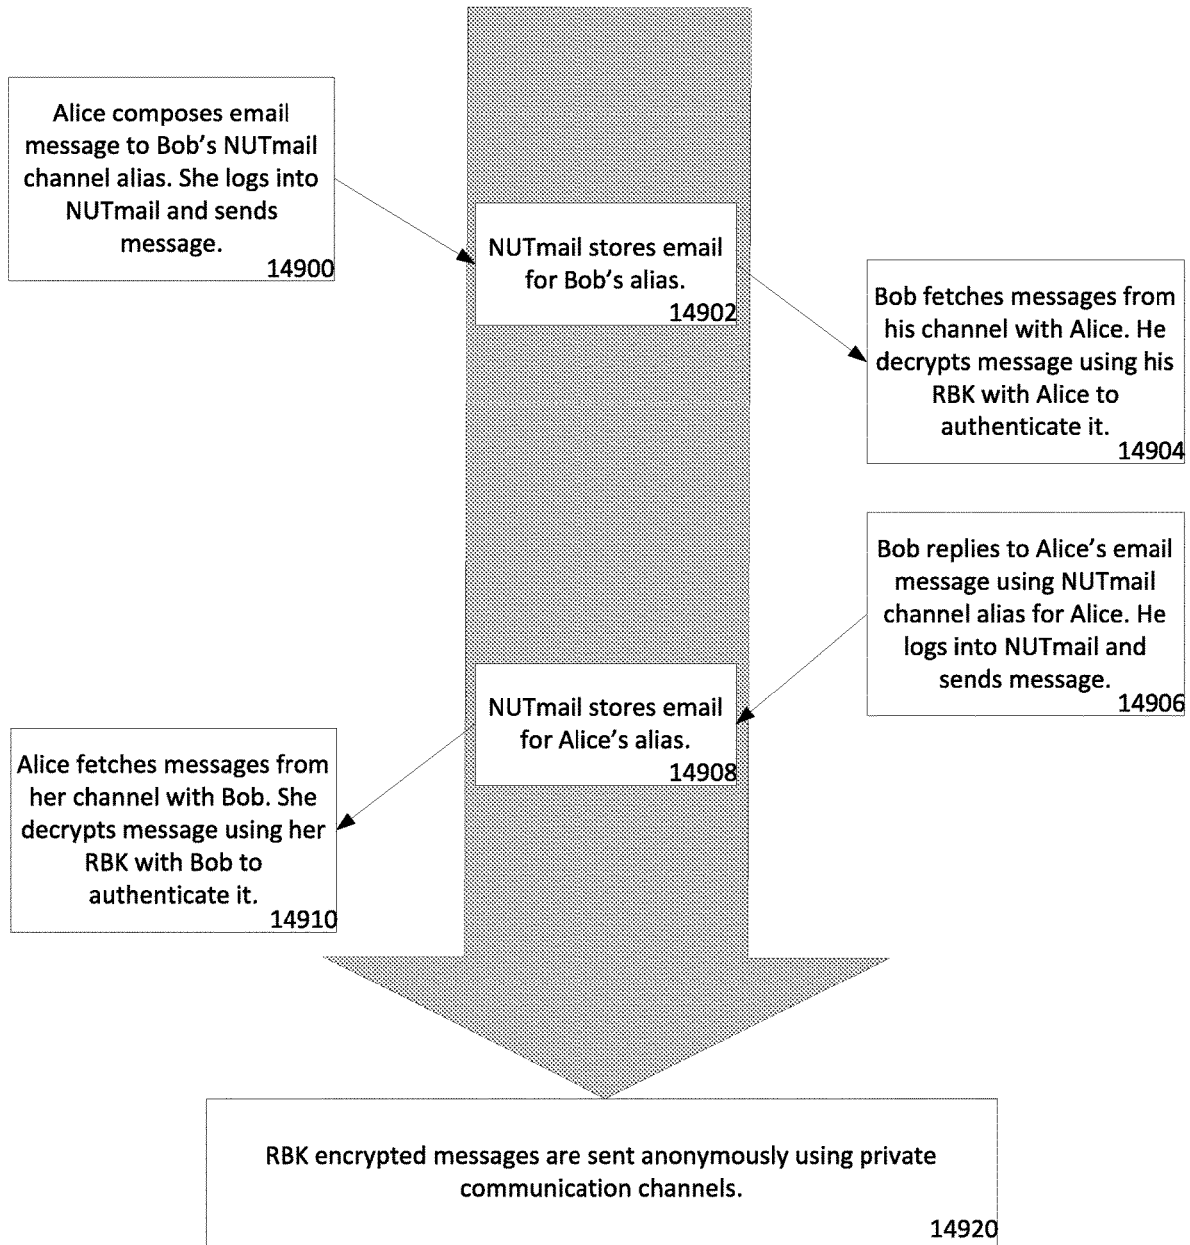 Alice composes email
message to Bob's NUTmail
channel alias. She logs into
NUTmail and sends
message.
14900
NUTmail stores email
for Bob's alias.
14902
Bob fetches messages from
his channel with Alice. He
decrypts message using his
RBK with Alice to
authenticate it.
14904
Bob replies to Alice's email
message using NUTmail
channel alias for Alice. He
logs into NUTmail and
sends message.
14906
NUTmail stores email
for Alice's alias.
14908
Alice fetches messages from
her channel with Bob. She
decrypts message using her
RBK with Bob to
authenticate it.
14910
RBK encrypted messages are sent anonymously using private
communication channels.
14920